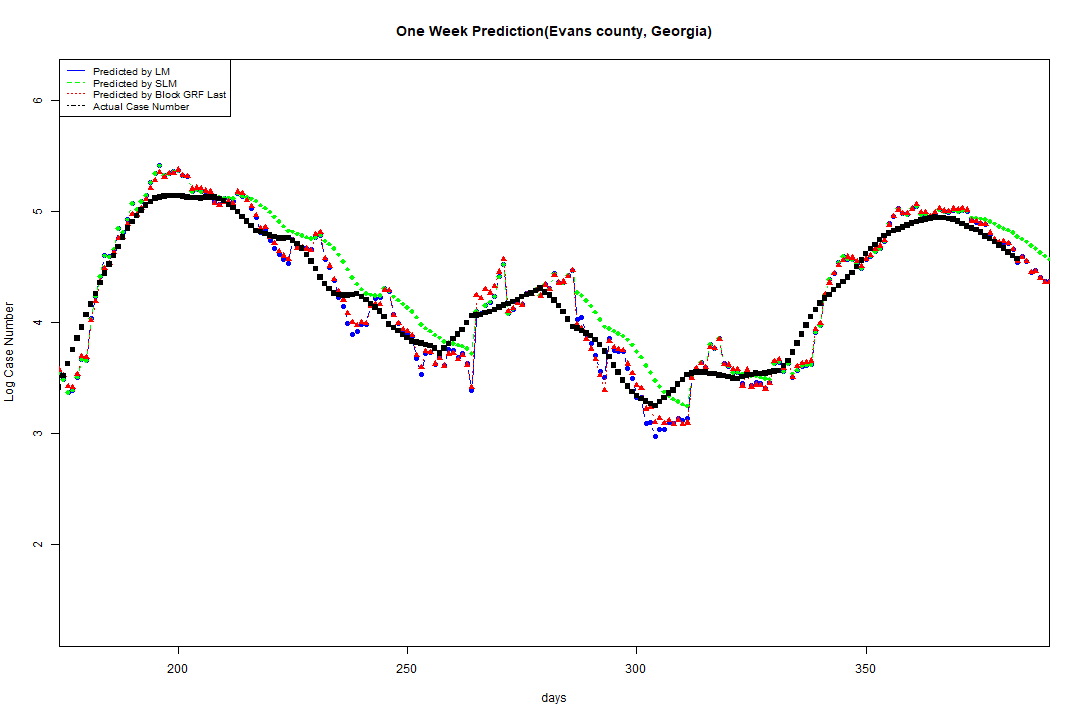 One Week Prediction(Evans county, Georgia)
Predicted by LM
Predicted by SLM
Predicted by Block GRF Last
Actual Case Number
6
5
4
3
2
Log Case Number
200 250 300 350
days